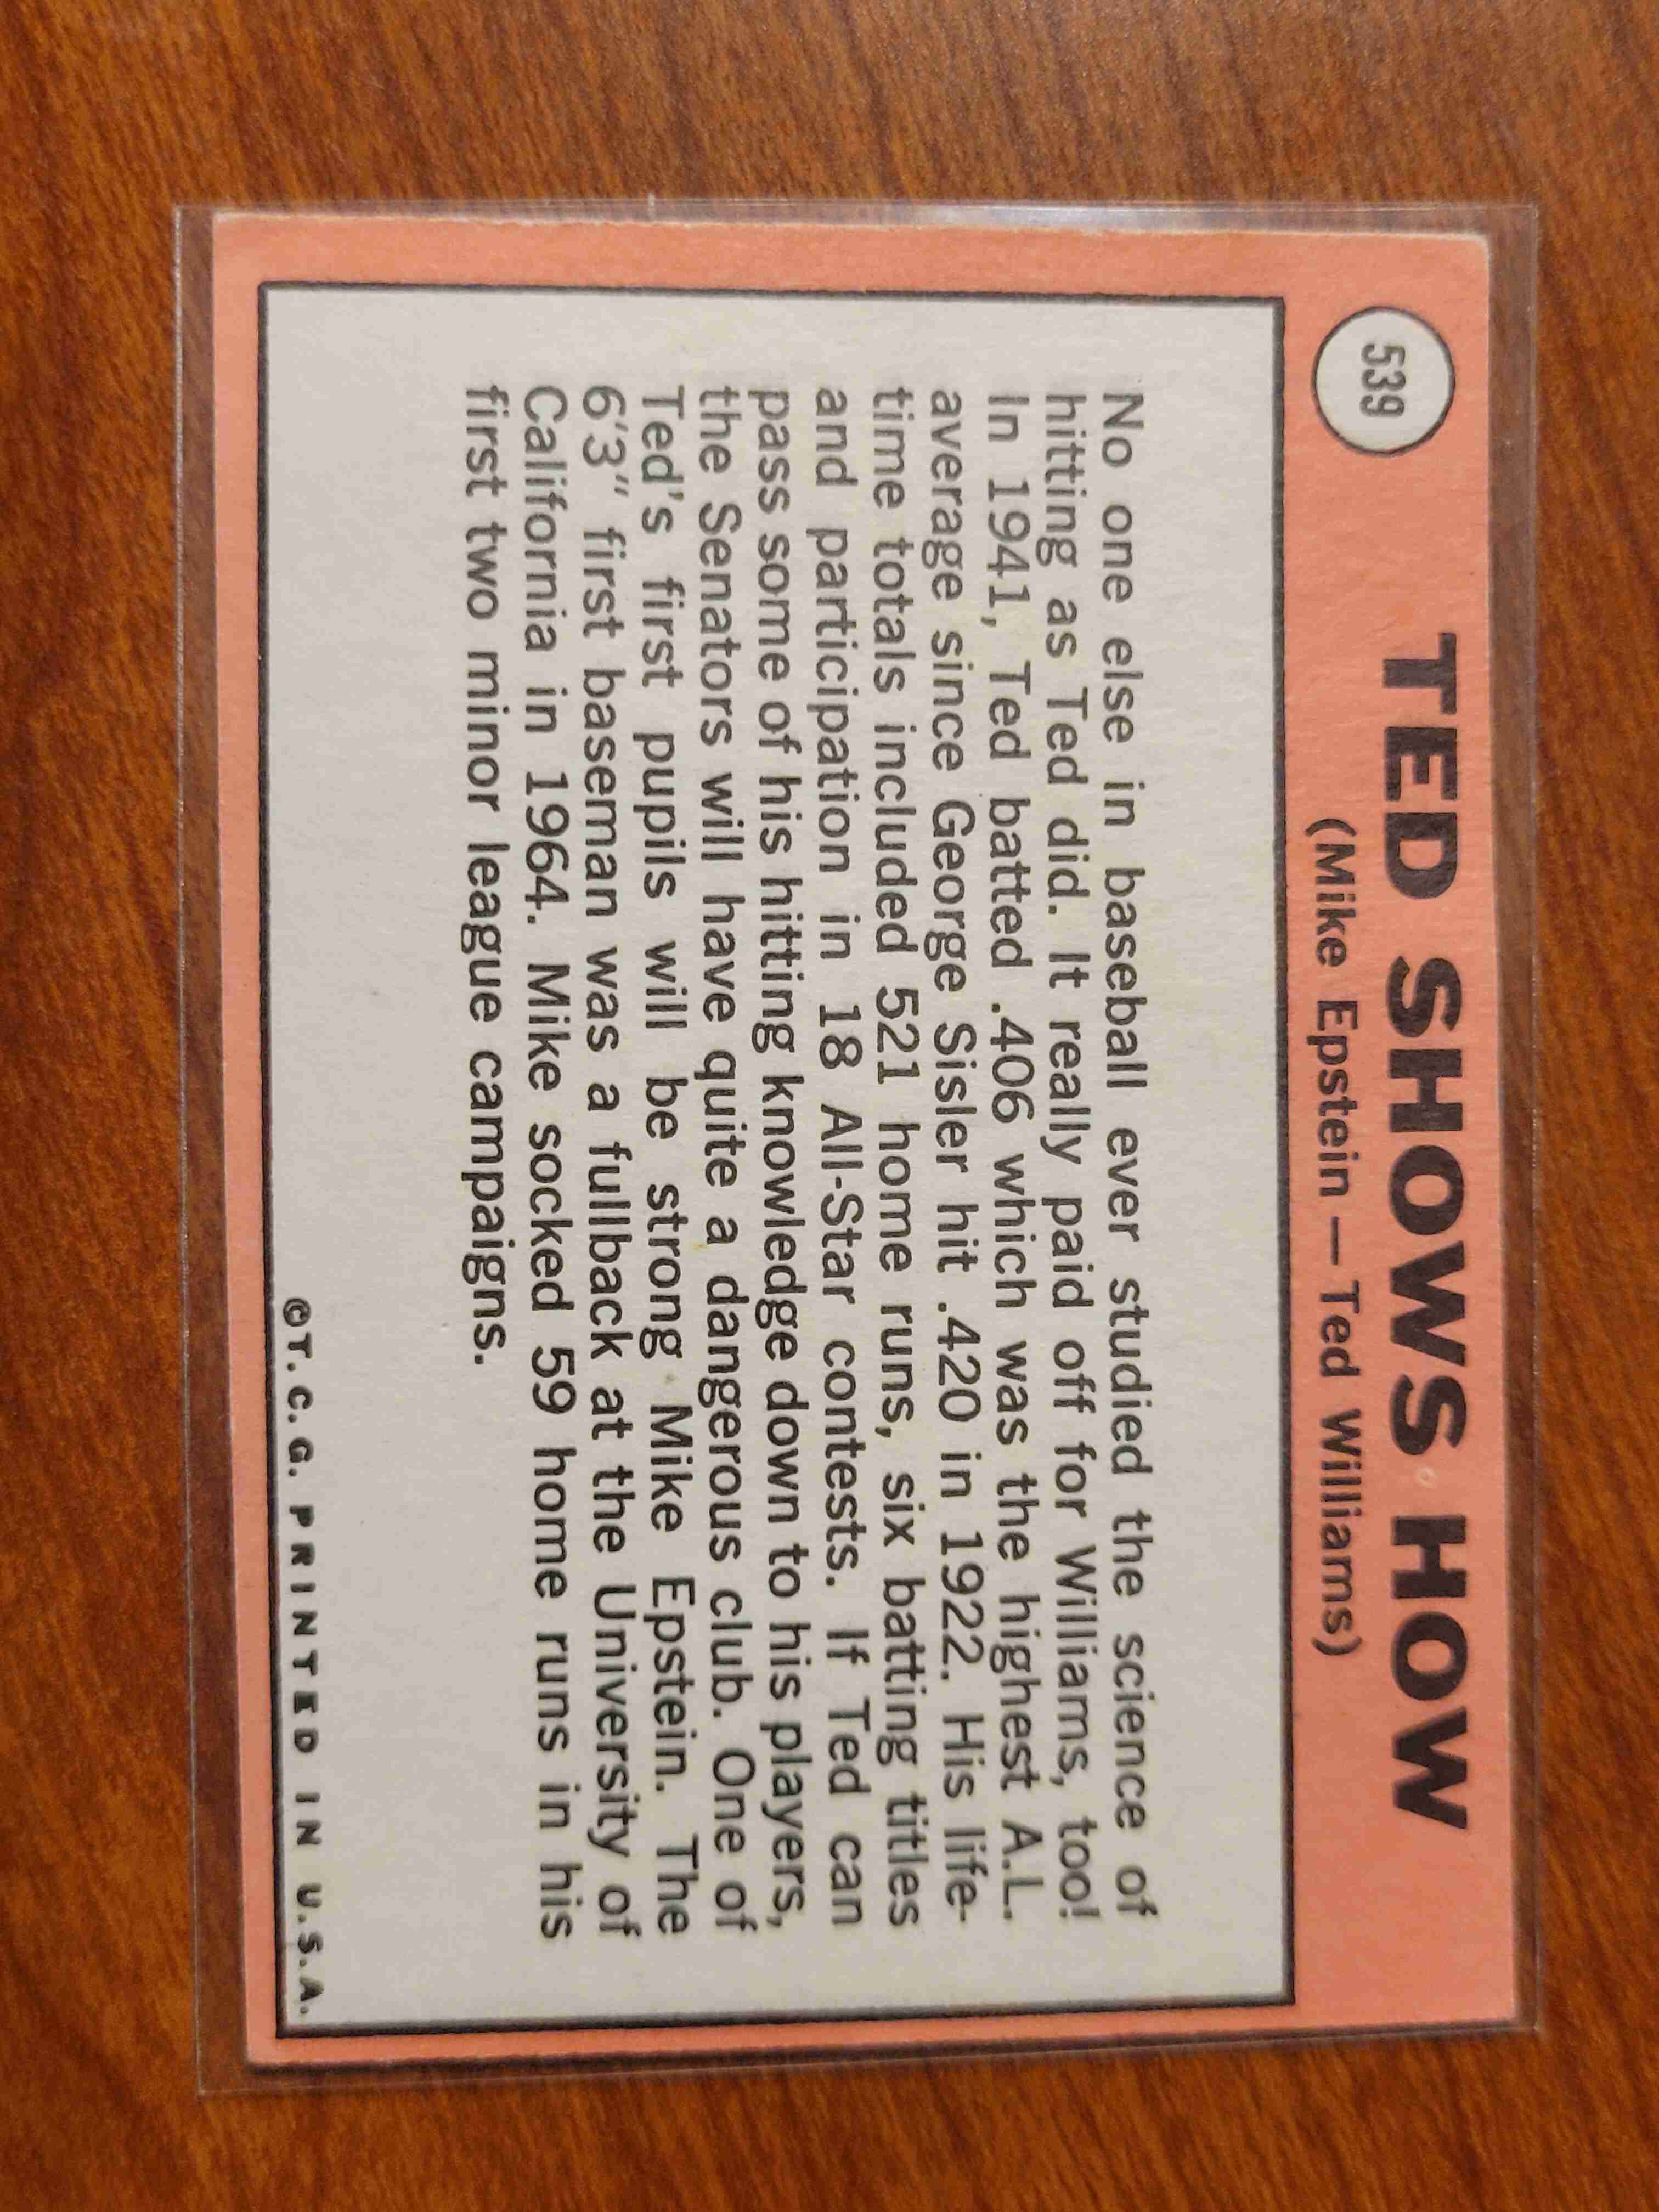 539
TED SHOWS HOW
(Mike Epstein — Ted Williams)
No one else in baseball ever studied the science of
hitting as Ted did. It really paid off for Williams, too!
In 1941, Ted batted .406 which was the highest A.L.
average since George Sisler hit .420 in 1922. His life-
time totals included 521 home runs, six batting titles
and participation in 18 All-Star contests. If Ted can
pass some of his hitting knowledge down to his players,
the Senators will have quite a dangerous club. One of
Ted's first pupils will be strong Mike Epstein. The
6'3" first baseman was a fullback at the University of
California in 1964. Mike socked 59 home runs in his
first two minor league campaigns.
©T.C.G. PRINTED IN U.S.A.